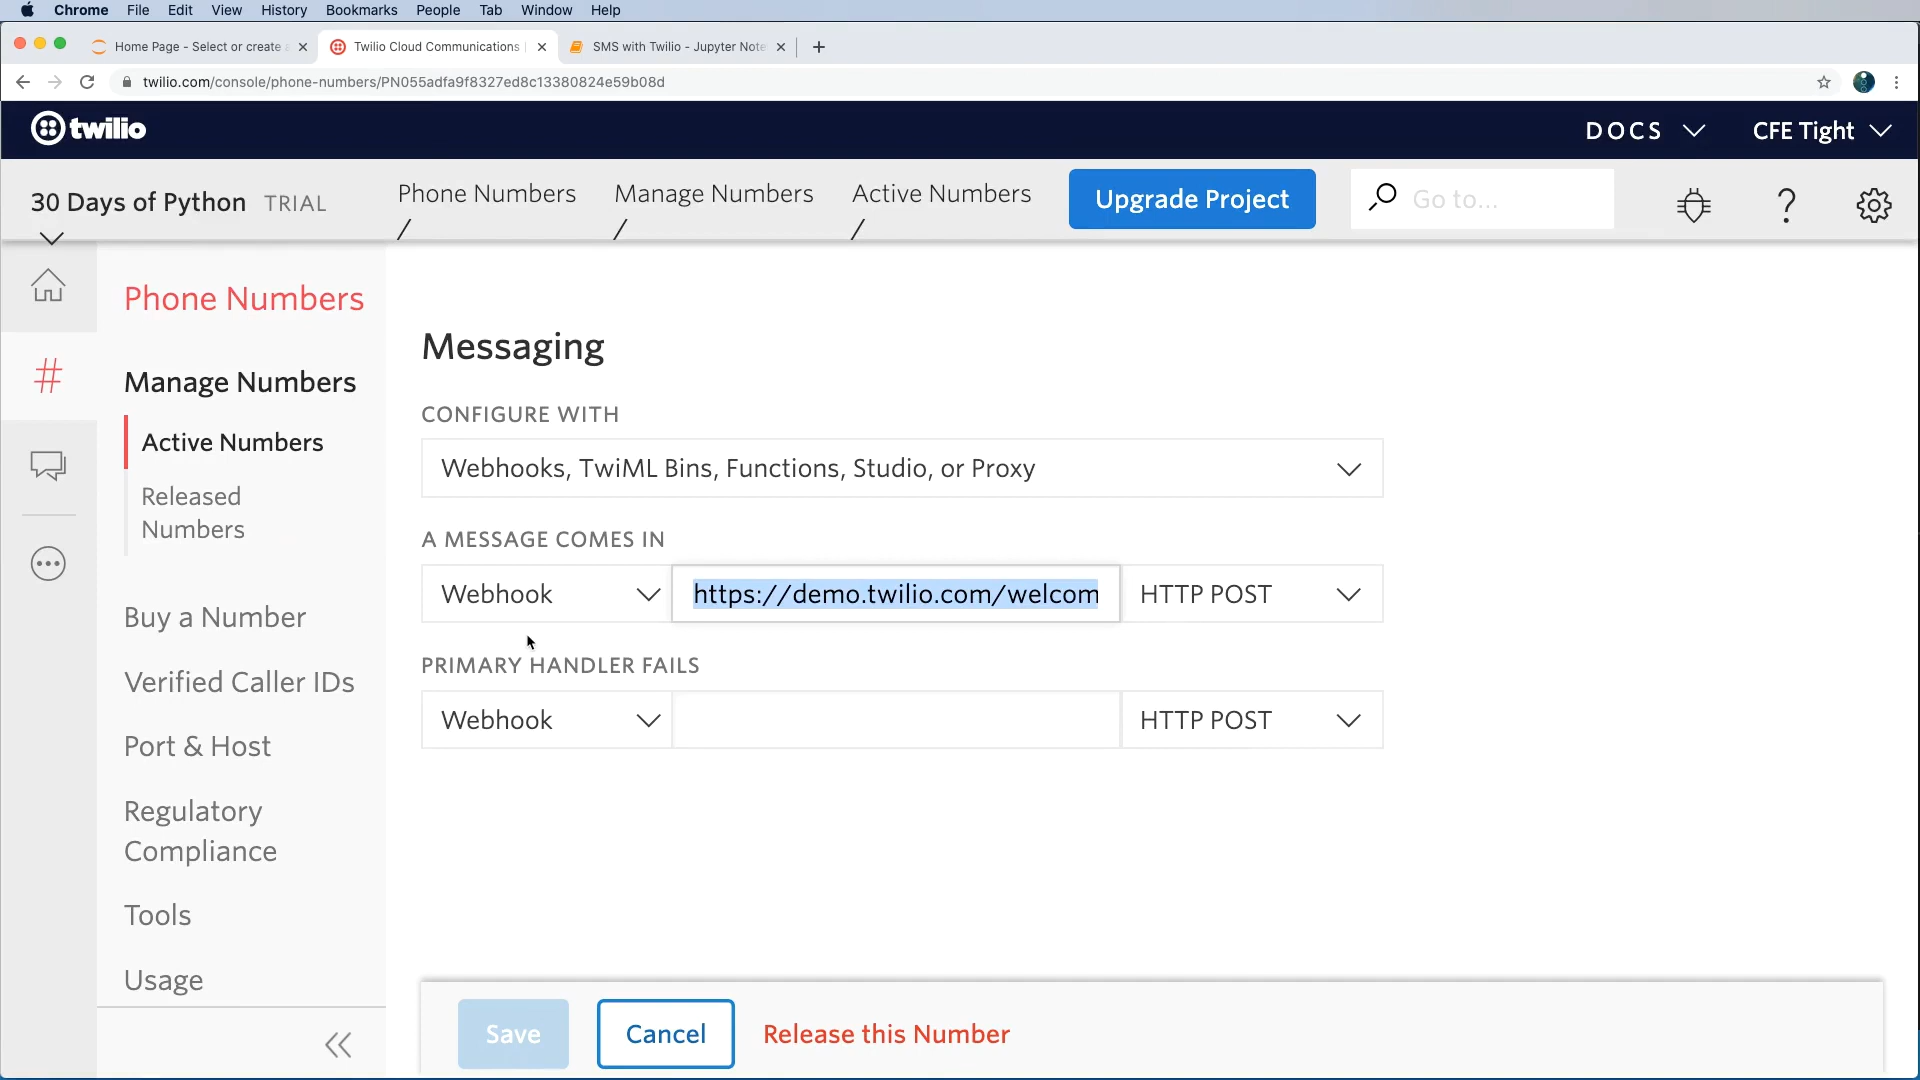 Chrome File Edit View History Bookmarks People Tab Window Help
Home Page - Select or create a
Twilio Cloud Communications |
SMS with Twilio - Jupyter Note
twilio.com/console/phone-numbers/PN055adfa9f8327ed8c13380824e59b08d
twilio
DOCS
CFE Tight
30 Days of Python TRIAL
Phone Numbers /
Manage Numbers /
Active Numbers /
Upgrade Project
Go to...
Phone Numbers
Manage Numbers
Active Numbers
Released
Numbers
Buy a Number
Verified Caller IDs
Port & Host
Regulatory
Compliance
Tools
Usage
Messaging
CONFIGURE WITH
Webhooks, TwiML Bins, Functions, Studio, or Proxy
A MESSAGE COMES IN
Webhook https://demo.twilio.com/welcom HTTP POST
PRIMARY HANDLER FAILS
Webhook HTTP POST
Save Cancel Release this Number